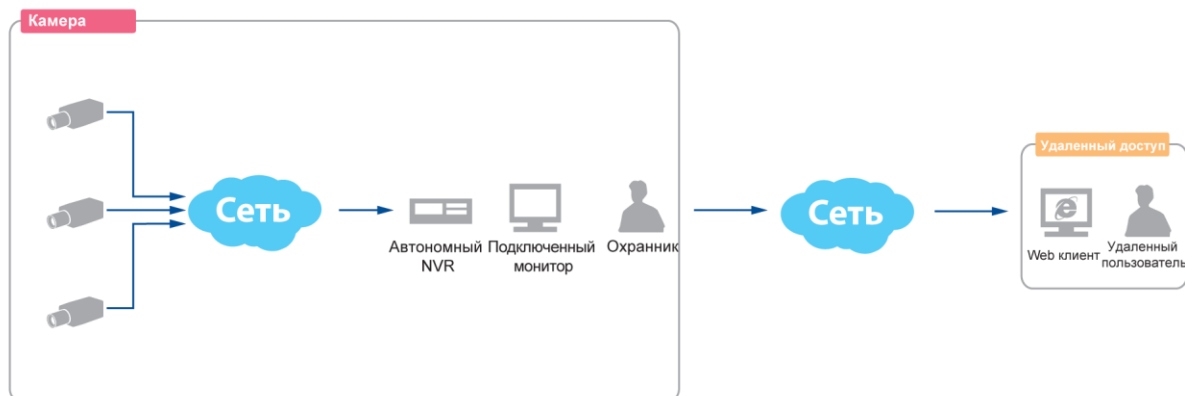 Камера
Сеть
Автономный
NVR
Подключенный
монитор
Охранник
Сеть
Удаленный доступ
Web клиент
Удаленный
пользователь